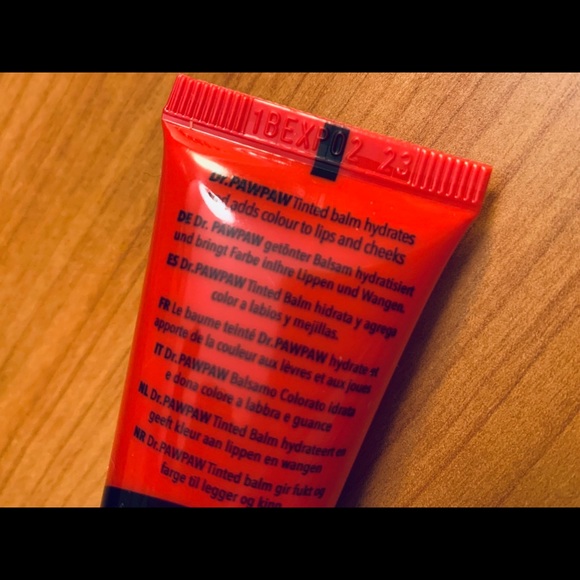 1BEXP02 23
Dr.PAWPAW Tinted balm hydrates
adds colour to lips and cheeks
DE Dr. PAWPAW getönter Balsam hydratisiert
und bringt Farbe inIhre Lippen und Wangen.
ES Dr.PAWPAW Tinted Balm hidrata y agrega
color a labios y mejillas.
FR Le baume teinté Dr.PAWPAW hydrate et
apporte de la couleur aux lèvres et aux joues
IT Dr.PAWPAW Balsamo Colorato idrata
e dona colore a labbra e guance
NL Dr.PAWPAW Tinted Balm hydrateert en
geeft kleur aan lippen en wangen
NR Dr.PAWPAW Tinted balm gir fukt og
farge til legger og kinn